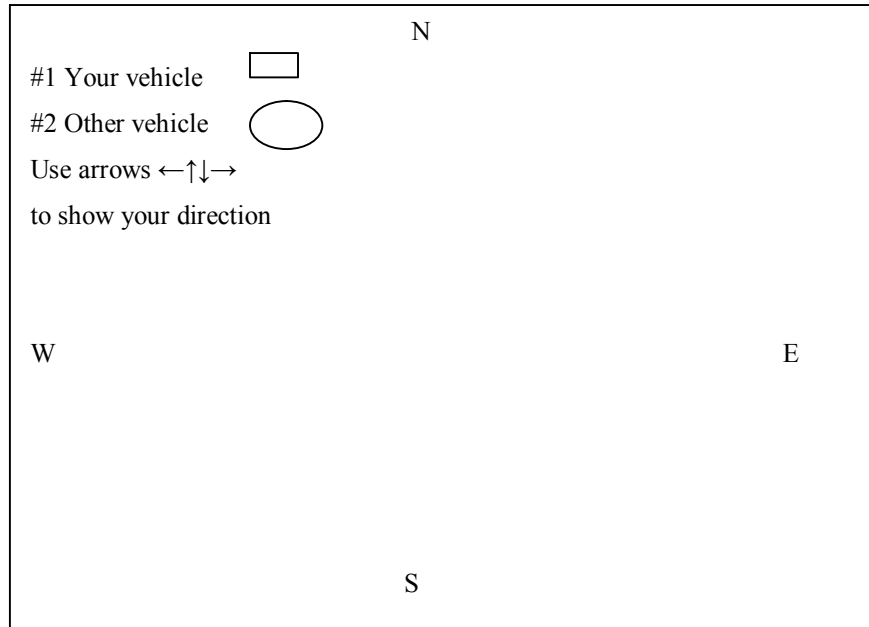 N
#1 Your vehicle
#2 Other vehicle
Use arrows ←↑↓→
to show your direction
W E
S